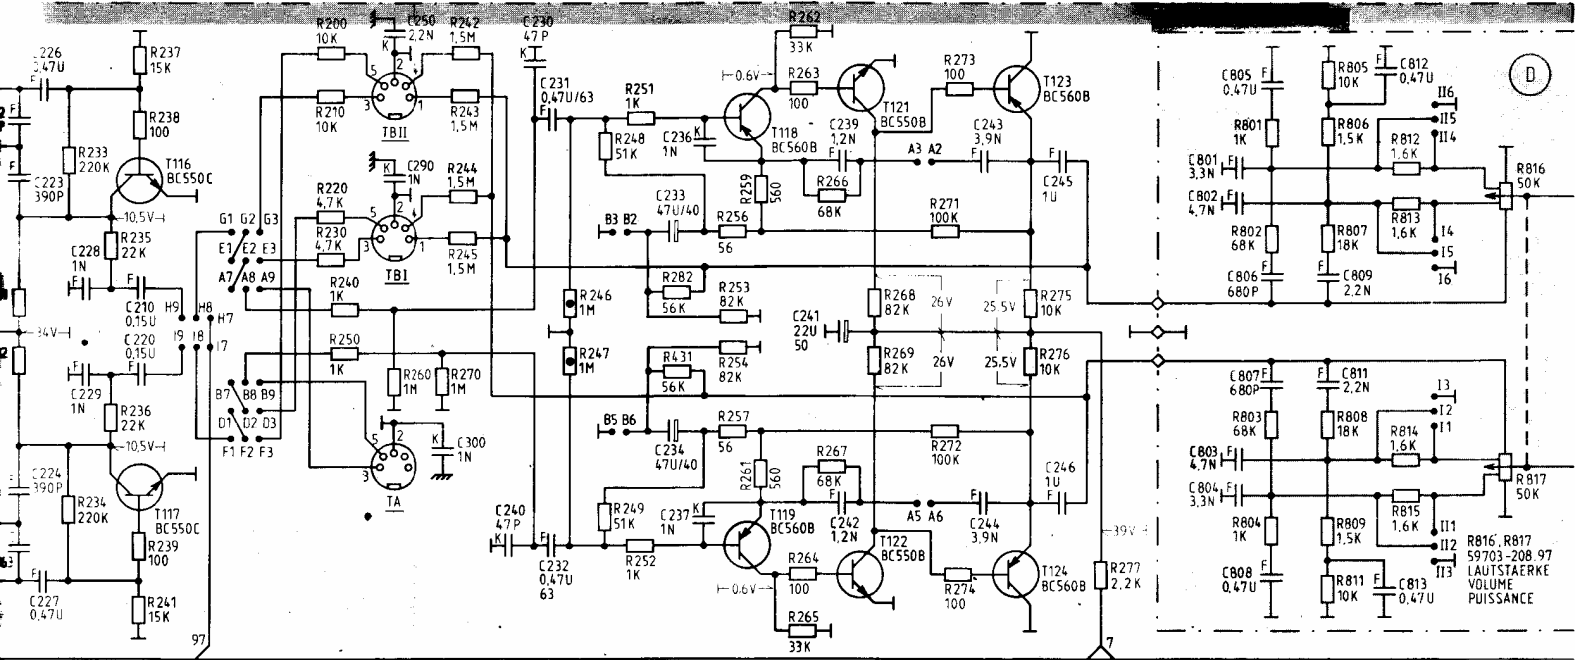 R237
15K
0,47U
R238
100
R233
220K
T116
BC550C
C223
390P
10,5V
R235
22K
C228
1N
C210
0.15U
C220
0,15U
34V
C229
1N
R236
22K
10,5V
C224
390P
R234
220K
T117
BC550C
R239
100
C227
0,47U
R241
15K
97
G1 G2 G3
E1 E2 E3
A7 A8 A9
H9 H8 H7
I9 I8 I7
B7 B8 B9
D1 D2 D3
F1 F2 F3
R200
10K
C250
2,2N
R242
1,5M
R210
10K
TBII
R243
1,5M
C290
1N
R244
1,5M
R220
4,7K
R230
4,7K
TBI
R245
1,5M
R240
1K
R250
1K
R260
1M
R270
1M
TA
C300
1N
C230
47P
C231
0,47U/63
R251
1K
R248
51K
C236
1N
T118
BC560B
0.6V
R262
33K
R263
100
T121
BC550B
C239
1,2N
R266
68K
A3 A2
R273
100
T123
BC560B
C243
3,9N
C245
1U
R259
560
C233
47U/40
B3 B2
R256
56
R271
100K
R282
56K
R253
82K
R246
1M
R247
1M
R431
56K
R254
82K
C241
22U
50
R268
82K
R269
82K
26V
26V
25.5V
25,5V
R275
10K
R276
10K
B5 B6
C234
47U/40
R257
56
R272
100K
R261
560
R267
68K
C242
1,2N
A5 A6
C244
3,9N
C246
1U
R249
51K
C237
1N
T119
BC560B
C240
47P
C232
0,47U
63
R252
1K
0.6V
R264
100
R265
33K
T122
BC550B
R274
100
T124
BC560B
39V
R277
2,2K
7
C805
0,47U
R805
10K
C812
0,47U
D
R801
1K
R806
1,5K
II6
II5
II4
R812
1,6K
C801
3,3N
C802
4,7N
R816
50K
R813
1,6K
R802
68K
R807
18K
I4
I5
I6
C806
680P
C809
2,2N
C807
680P
C811
2,2N
R803
68K
R808
18K
I3
I2
I1
R814
1,6K
C803
4,7N
C804
3,3N
R817
50K
R815
1,6K
R804
1K
R809
1,5K
II1
II2
II3
C808
0,47U
R811
10K
C813
0,47U
R816, R817
59703-208.97
LAUTSTAERKE
VOLUME
PUISSANCE